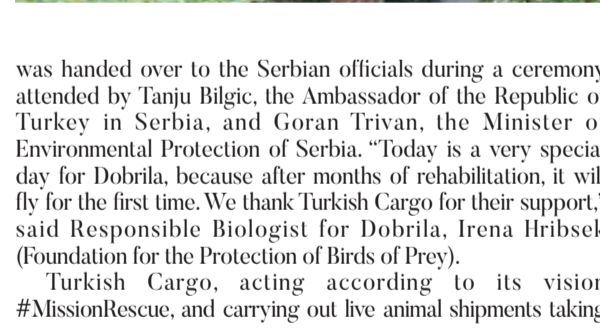 was handed over to the Serbian officials during a ceremony
attended by Tanju Bilgic, the Ambassador of the Republic o
Turkey in Serbia, and Goran Trivan, the Minister o
Environmental Protection of Serbia. “Today is a very specia
day for Dobrila, because after months of rehabilitation, it wil
fly for the first time. We thank Turkish Cargo for their support,”
said Responsible Biologist for Dobrila, Irena Hribsek
(Foundation for the Protection of Birds of Prey).
Turkish Cargo, acting according to its vision
#MissionRescue, and carrying out live animal shipments taking